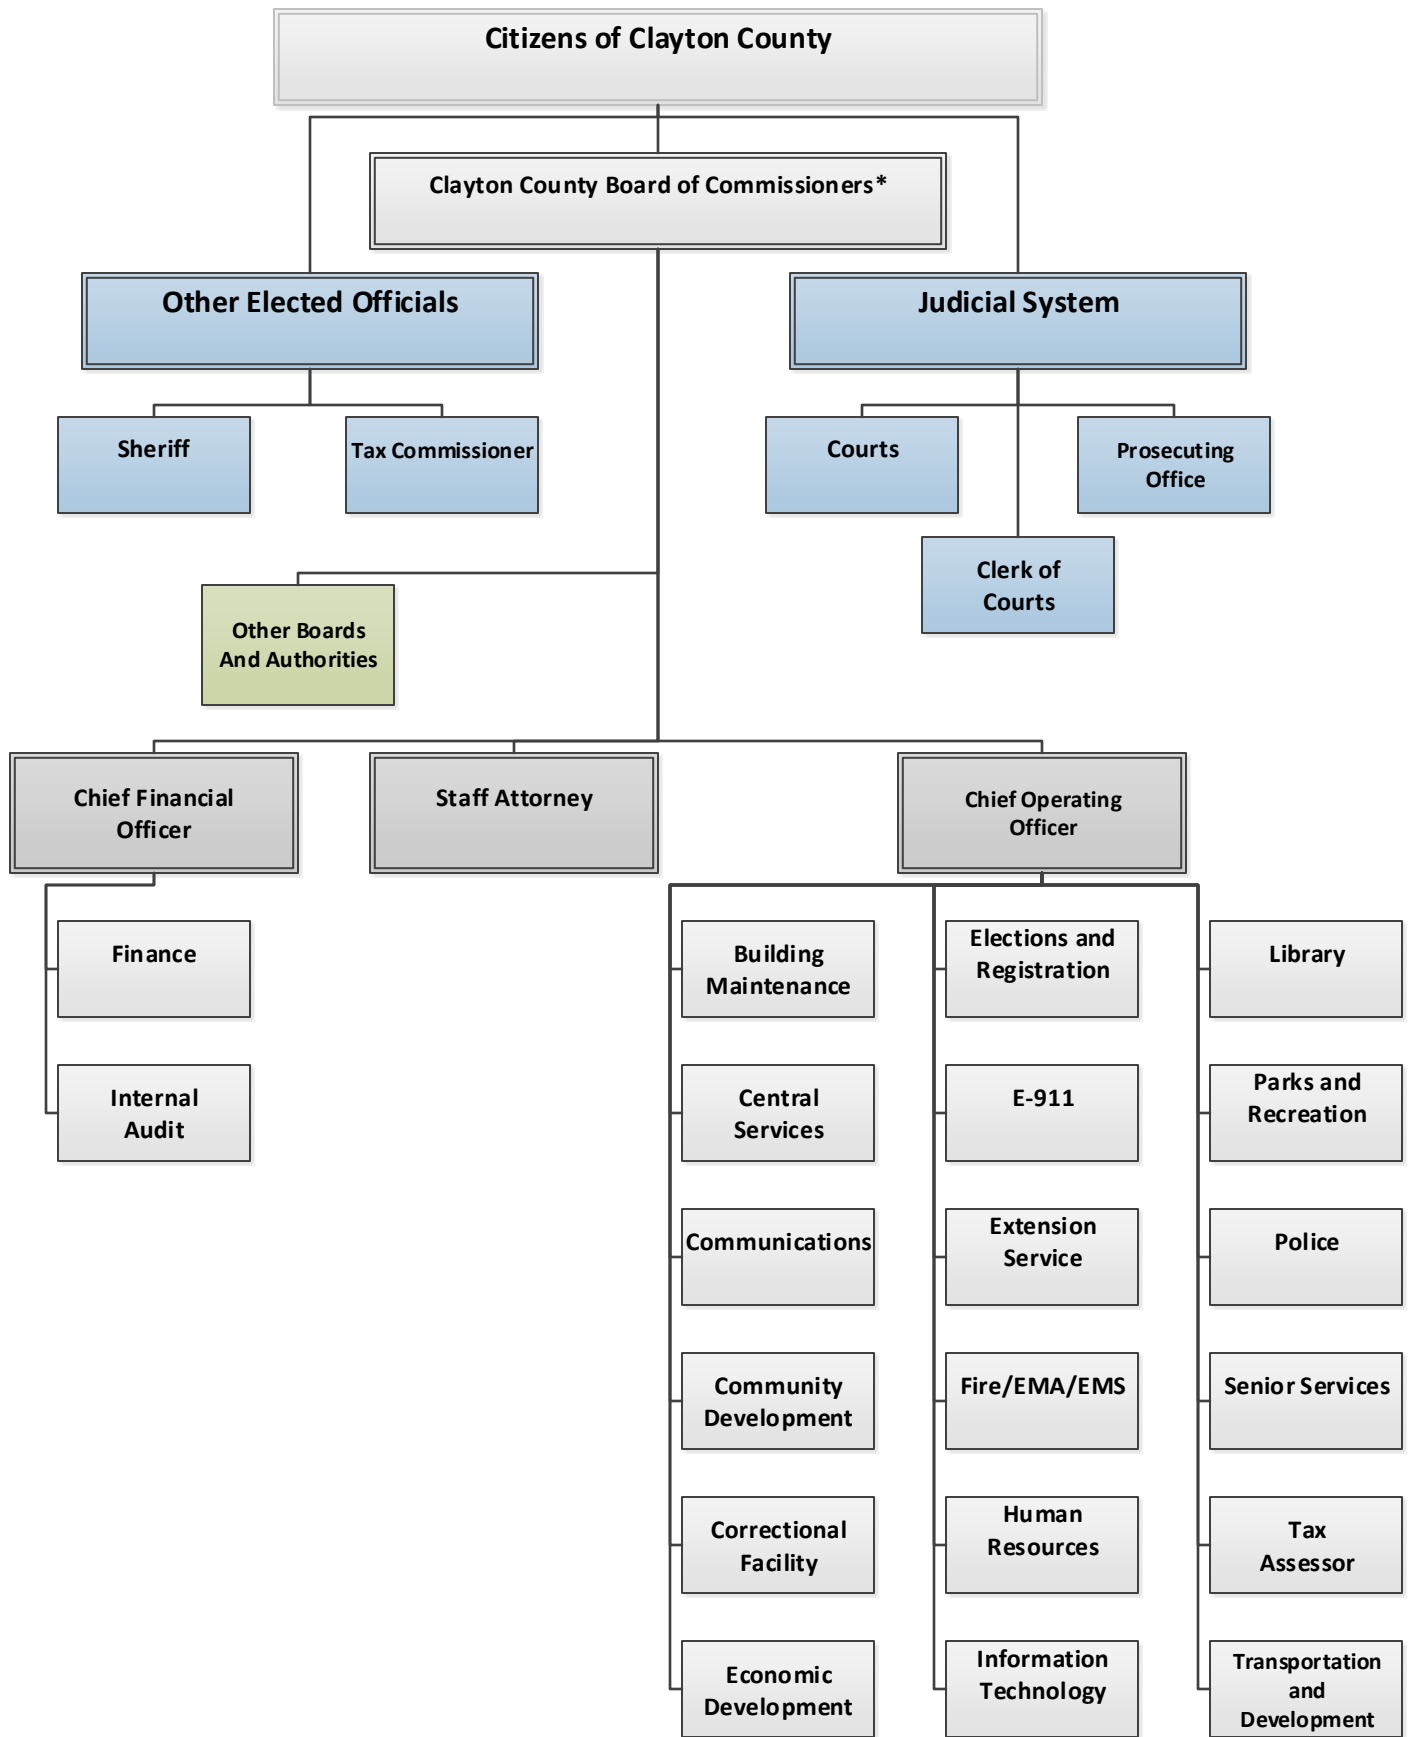 Citizens of Clayton County
Clayton County Board of Commissioners*
Other Elected Officials
Judicial System
Sheriff
Tax Commissioner
Courts
Prosecuting
Office
Clerk of
Courts
Other Boards
And Authorities
Chief Financial
Officer
Staff Attorney
Chief Operating
Officer
Finance
Internal
Audit
Building
Maintenance
Central
Services
Communications
Community
Development
Correctional
Facility
Economic
Development
Elections and
Registration
E-911
Extension
Service
Fire/EMA/EMS
Human
Resources
Information
Technology
Library
Parks and
Recreation
Police
Senior Services
Tax
Assessor
Transportation
and
Development